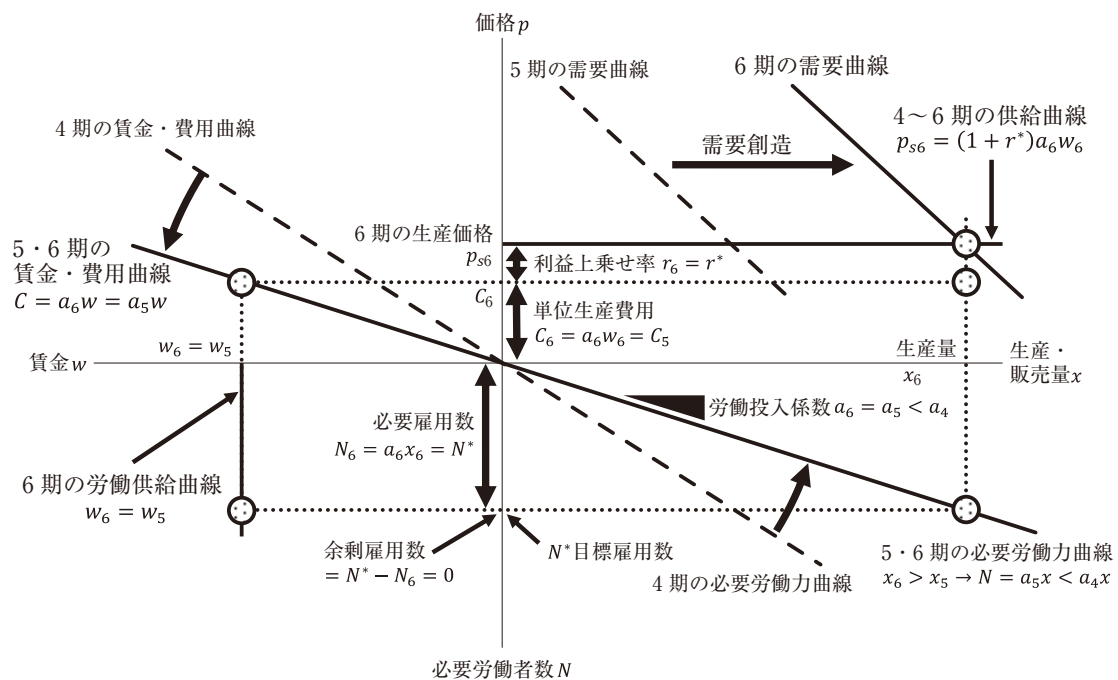 価格p
5期の需要曲線
6期の需要曲線
4期の賃金・費用曲線
需要創造
4～6期の供給曲線
p_{s6} = (1 + r*)a_6w_6
6期の生産価格
p_{s6}
利益上乗せ率 r_6 = r*
5・6期の
賃金・費用曲線
C = a_6w = a_5w
C_6
単位生産費用
C_6 = a_6w_6 = C_5
w_6 = w_5
賃金w
生産量
x_6
生産・
販売量x
労働投入係数 a_6 = a_5 < a_4
必要雇用数
N_6 = a_6x_6 = N*
6期の労働供給曲線
w_6 = w_5
余剰雇用数
= N* − N_6 = 0
N*目標雇用数
4期の必要労働力曲線
5・6期の必要労働力曲線
x_6 > x_5 → N = a_5x < a_4x
必要労働者数N